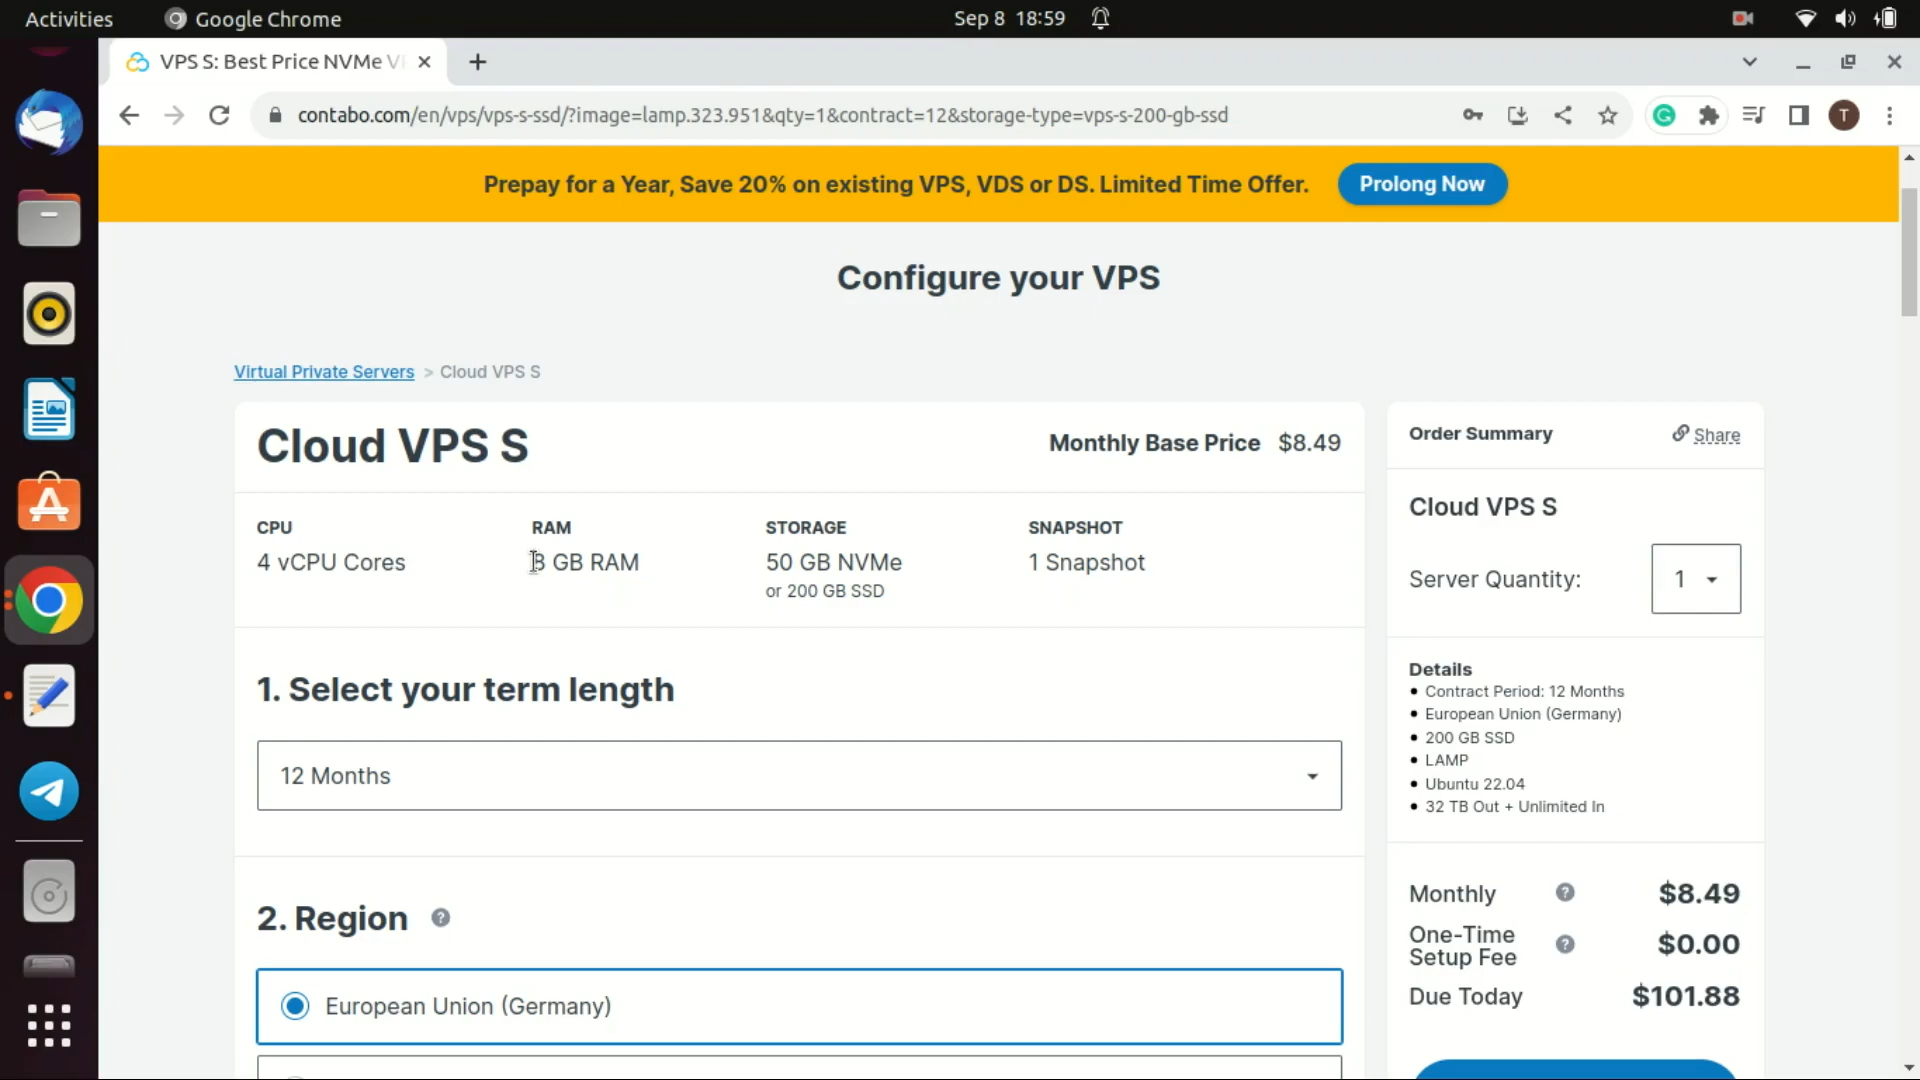 Activities
Google Chrome
Sep 8 18:59
VPS S: Best Price NVMe V
contabo.com/en/vps/vps-s-ssd/?image=lamp.323.951&qty=1&contract=12&storage-type=vps-s-200-gb-ssd
T
Prepay for a Year, Save 20% on existing VPS, VDS or DS. Limited Time Offer.
Prolong Now
Configure your VPS
Virtual Private Servers > Cloud VPS S
Cloud VPS S
Monthly Base Price $8.49
CPU
4 vCPU Cores
RAM
8 GB RAM
STORAGE
50 GB NVMe
or 200 GB SSD
SNAPSHOT
1 Snapshot
1. Select your term length
12 Months
2. Region ?
European Union (Germany)
Order Summary
Share
Cloud VPS S
Server Quantity: 1
Details
• Contract Period: 12 Months
• European Union (Germany)
• 200 GB SSD
• LAMP
• Ubuntu 22.04
• 32 TB Out + Unlimited In
Monthly ? $8.49
One-Time
Setup Fee ? $0.00
Due Today $101.88